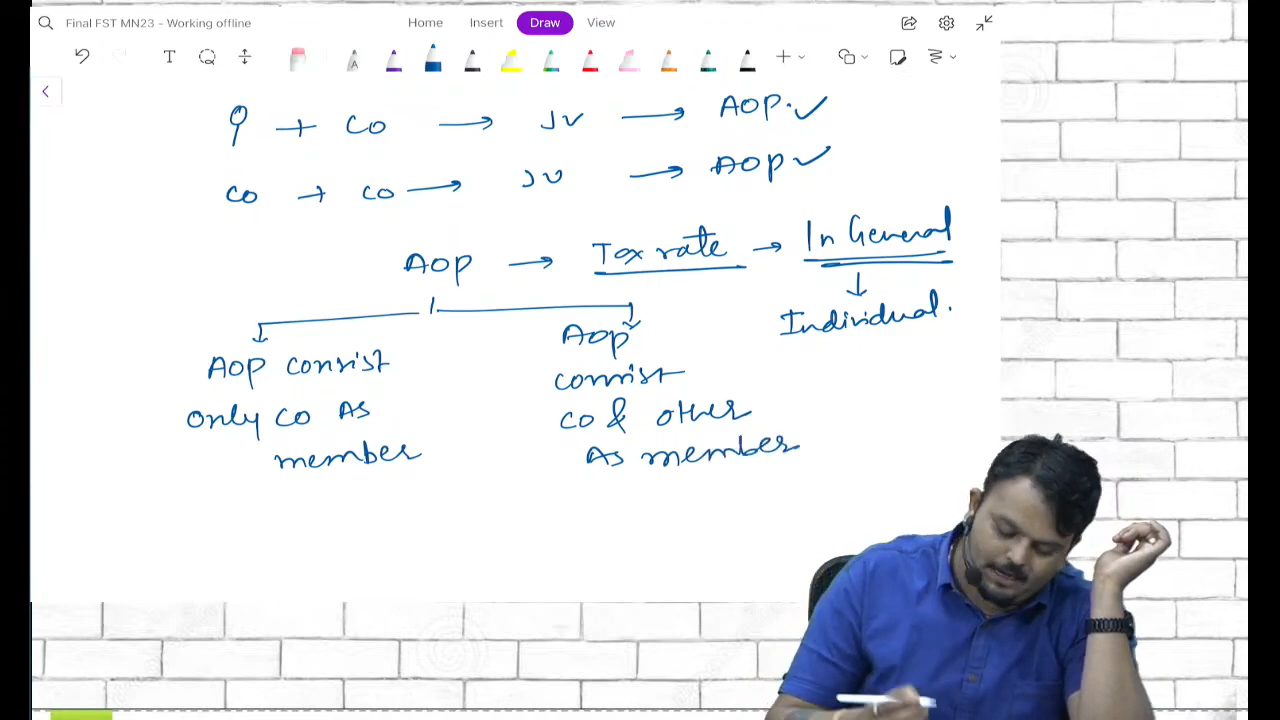 Final FST MN23 - Working offline
Home Insert Draw View
T
A
+ CO → JV → AOP. ✓
CO + CO → JV → AOP ✓
AOP → Tax rate → In General
↓
Individual.
AOP consist
only CO As
member
AOP
consist
CO & other
As member